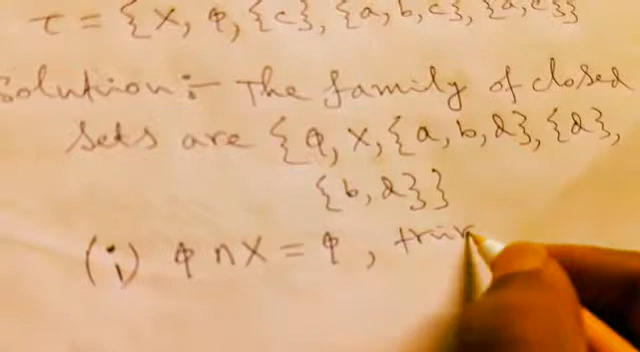 τ = {X, φ, {c}, {a, b, c}, {a, c}}
Solution:- The family of closed
sets are {φ, X, {a, b, d}, {d},
{b, d}}
(i) φ ∩ X = φ,